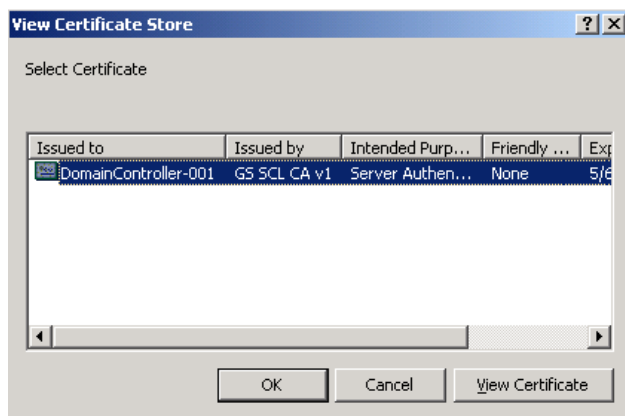 View Certificate Store
Select Certificate
Issued to Issued by Intended Purp... Friendly ... Exp
DomainController-001 GS SCL CA v1 Server Authen... None 5/6
OK Cancel View Certificate